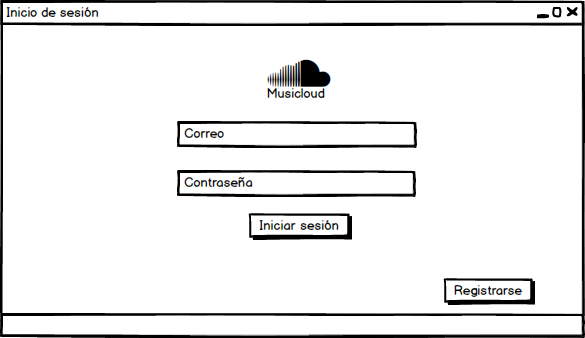 Inicio de sesión
Musicloud
Correo
Contraseña
Iniciar sesión
Registrarse